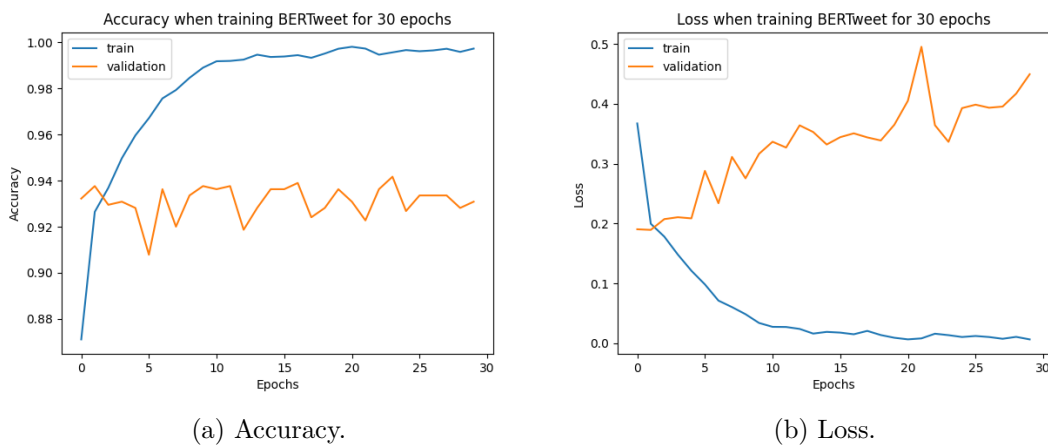 Accuracy when training BERTweet for 30 epochs
train
validation
1.00
0.98
0.96
0.94
0.92
0.90
0.88
Accuracy
0 5 10 15 20 25 30
Epochs
(a) Accuracy.
Loss when training BERTweet for 30 epochs
train
validation
0.5
0.4
0.3
0.2
0.1
0.0
Loss
0 5 10 15 20 25 30
Epochs
(b) Loss.